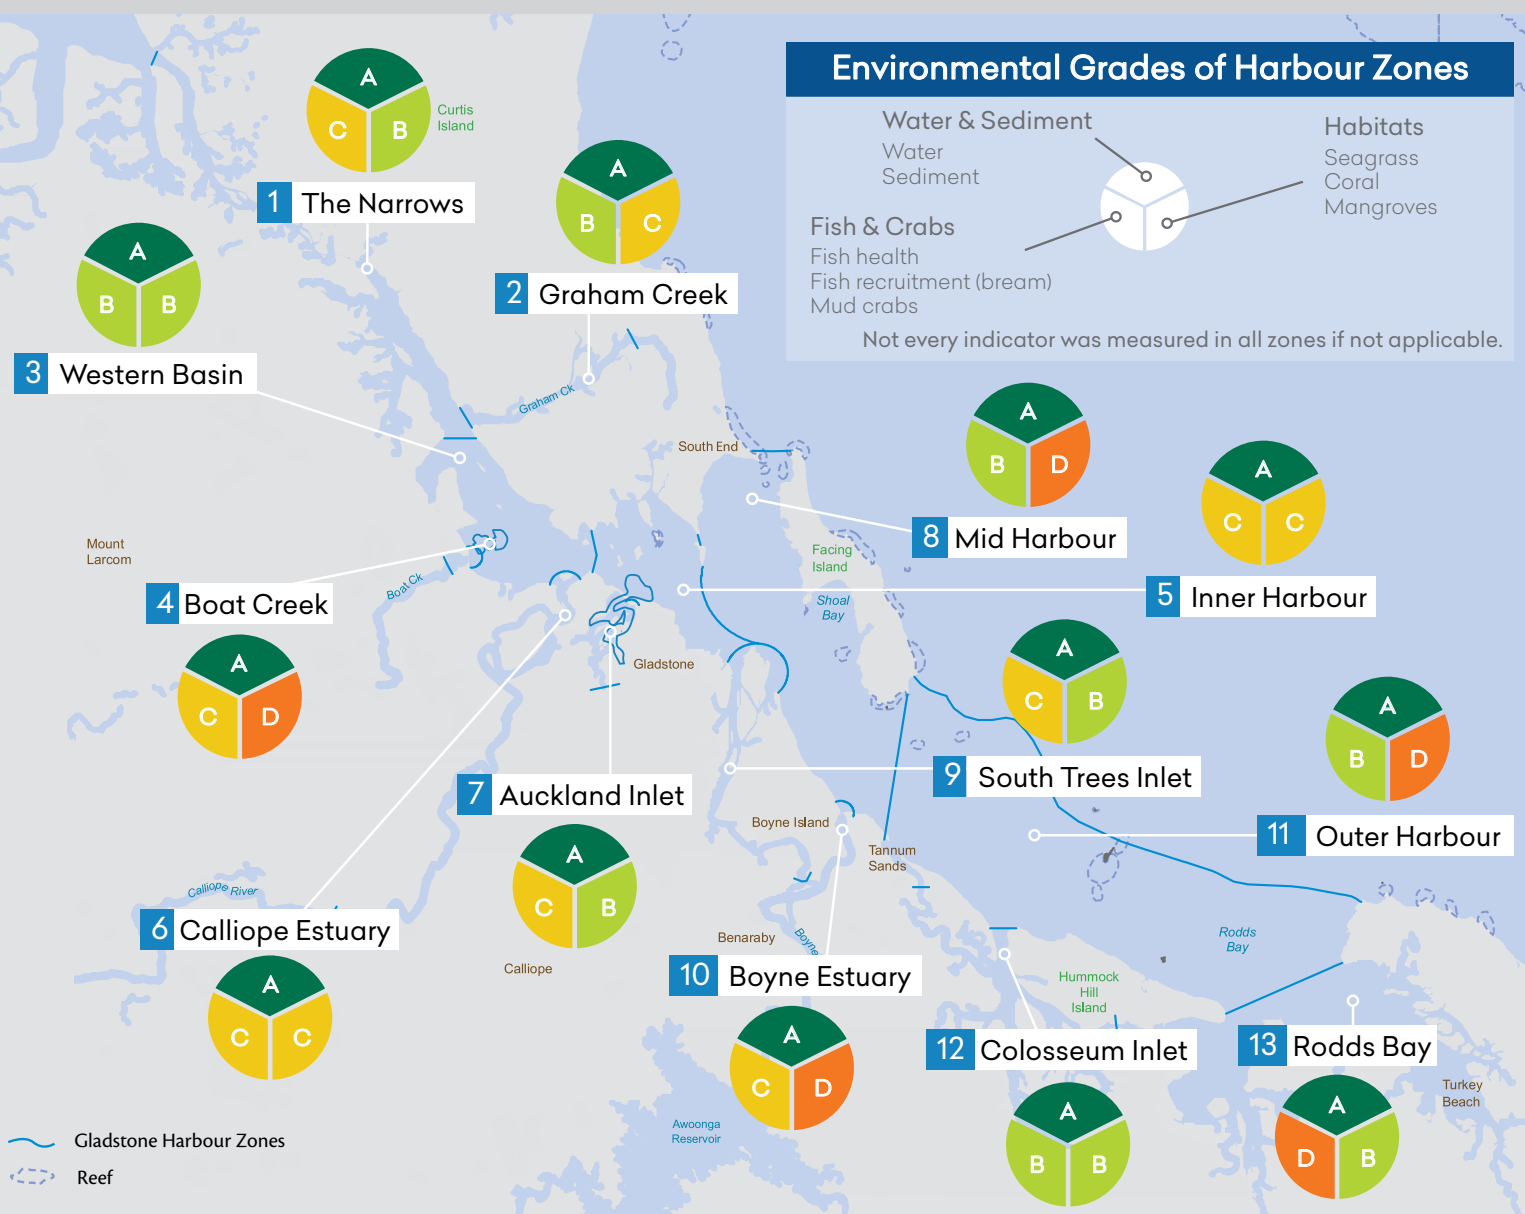 Environmental Grades of Harbour Zones
Water & Sediment
Water
Sediment
Habitats
Seagrass
Coral
Mangroves
Fish & Crabs
Fish health
Fish recruitment (bream)
Mud crabs
Not every indicator was measured in all zones if not applicable.
A
C B
1 The Narrows
Curtis
Island
A
B C
2 Graham Creek
A
B B
3 Western Basin
Graham Ck
South End
A
B D
8 Mid Harbour
A
C C
5 Inner Harbour
Mount
Larcom
Facing
Island
Shoal
Bay
Boat Ck
4 Boat Creek
A
C D
Gladstone
A
C B
9 South Trees Inlet
A
B D
11 Outer Harbour
7 Auckland Inlet
A
C B
Boyne Island
Tannum
Sands
Calliope River
6 Calliope Estuary
A
C C
Calliope
Benaraby
Boyne
10 Boyne Estuary
A
C D
Rodds
Bay
Hummock
Hill
Island
12 Colosseum Inlet
A
B B
13 Rodds Bay
A
D B
Turkey
Beach
Awoonga
Reservoir
Gladstone Harbour Zones
Reef